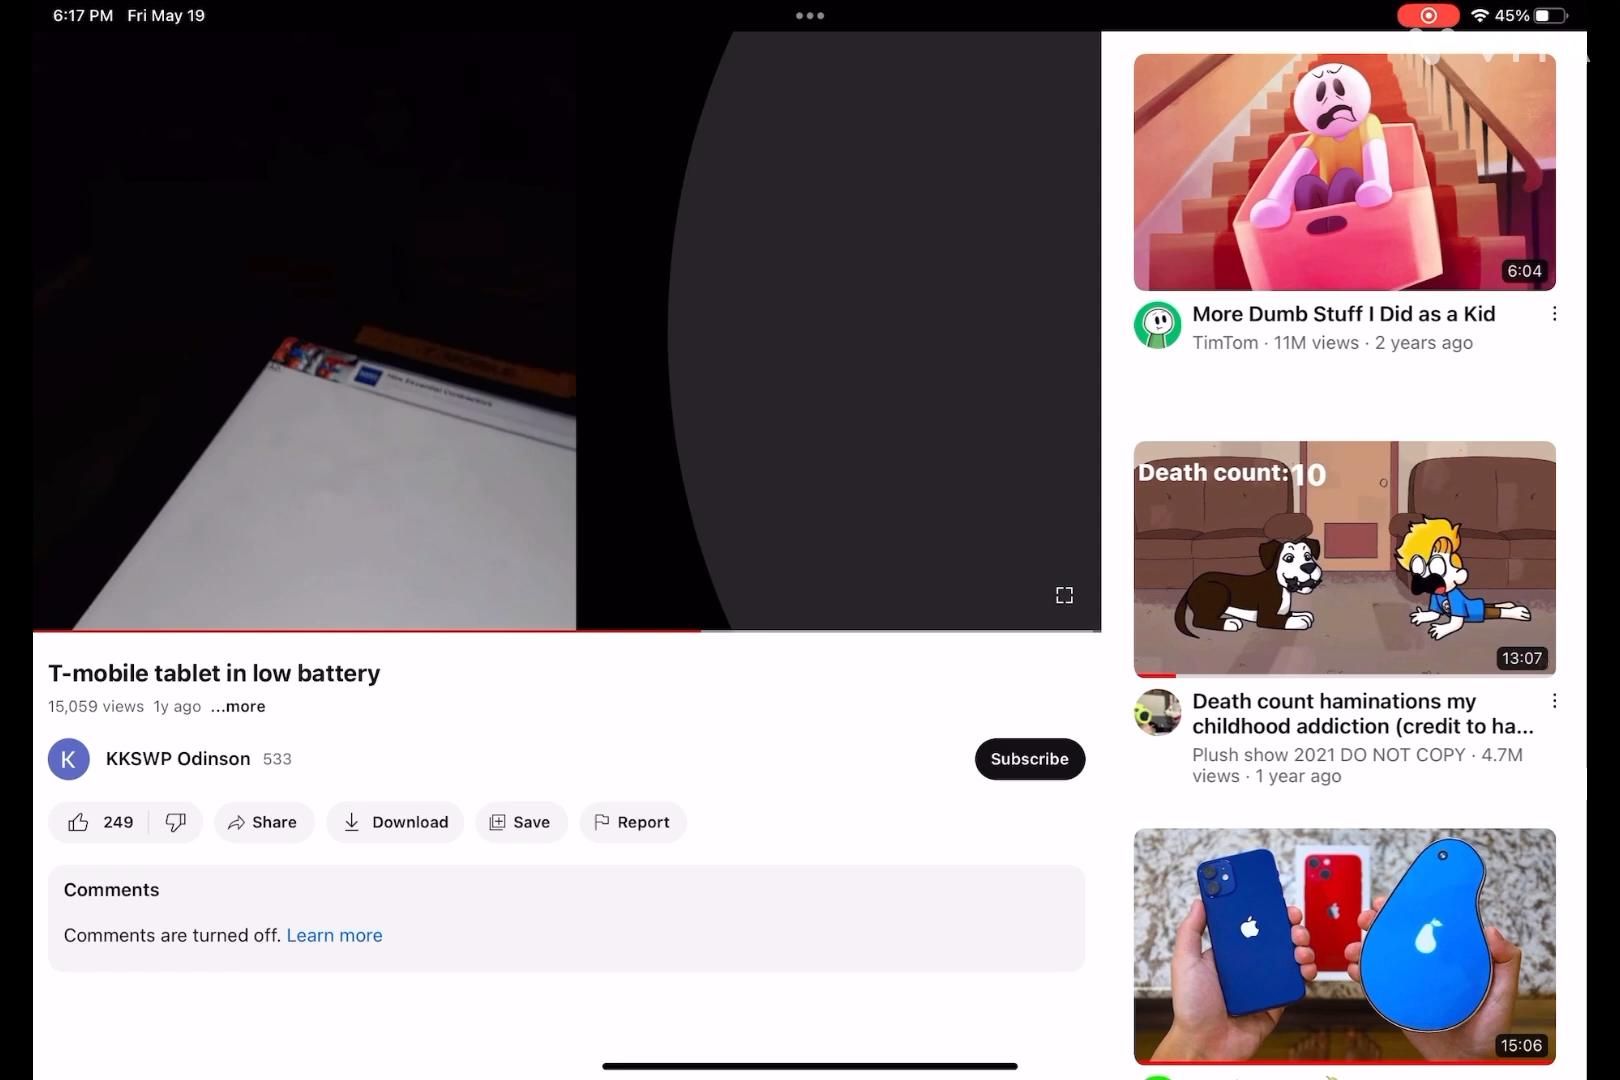 6:17 PM Fri May 19
45%
T-mobile tablet in low battery
15,059 views 1y ago ...more
K
KKSWP Odinson 533
Subscribe
249
Share
Download
Save
Report
Comments
Comments are turned off. Learn more
6:04
More Dumb Stuff I Did as a Kid
TimTom · 11M views · 2 years ago
Death count:10
13:07
Death count haminations my
childhood addiction (credit to ha...
Plush show 2021 DO NOT COPY · 4.7M
views · 1 year ago
15:06